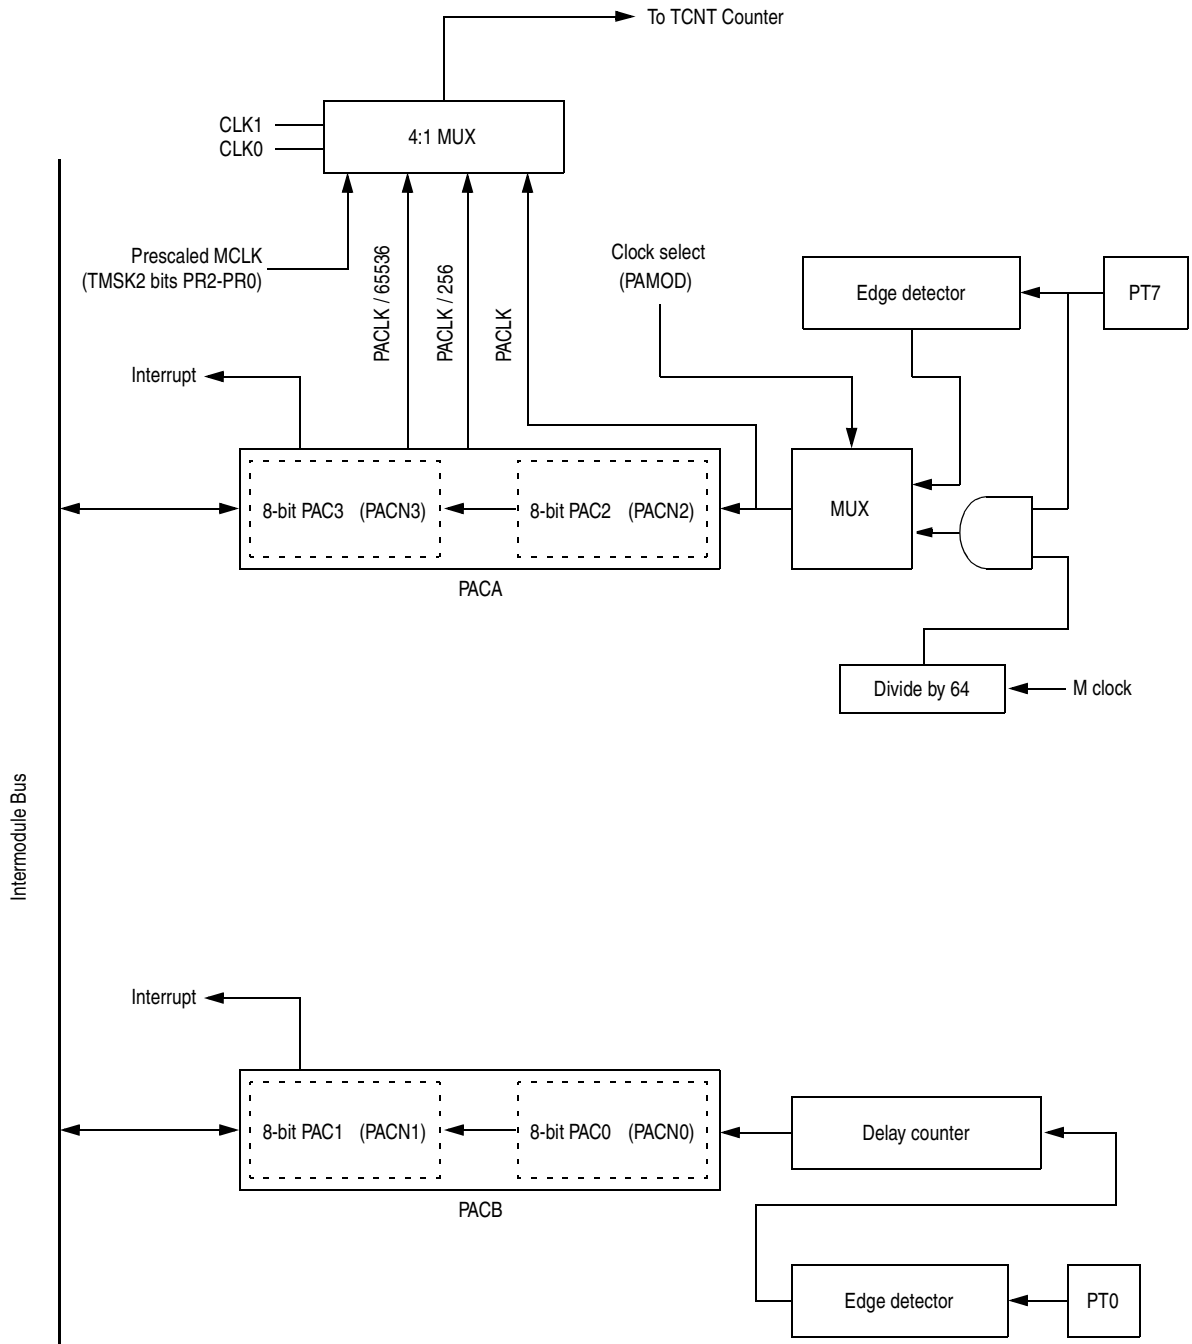 To TCNT Counter
CLK1
4:1 MUX
CLK0
Prescaled MCLK
(TMSK2 bits PR2-PR0)
PACLK / 65536
PACLK / 256
PACLK
Clock select
(PAMOD)
Edge detector
PT7
Interrupt
8-bit PAC3 (PACN3)
8-bit PAC2 (PACN2)
MUX
PACA
Divide by 64
M clock
Intermodule Bus
Interrupt
8-bit PAC1 (PACN1)
8-bit PAC0 (PACN0)
Delay counter
PACB
Edge detector
PT0